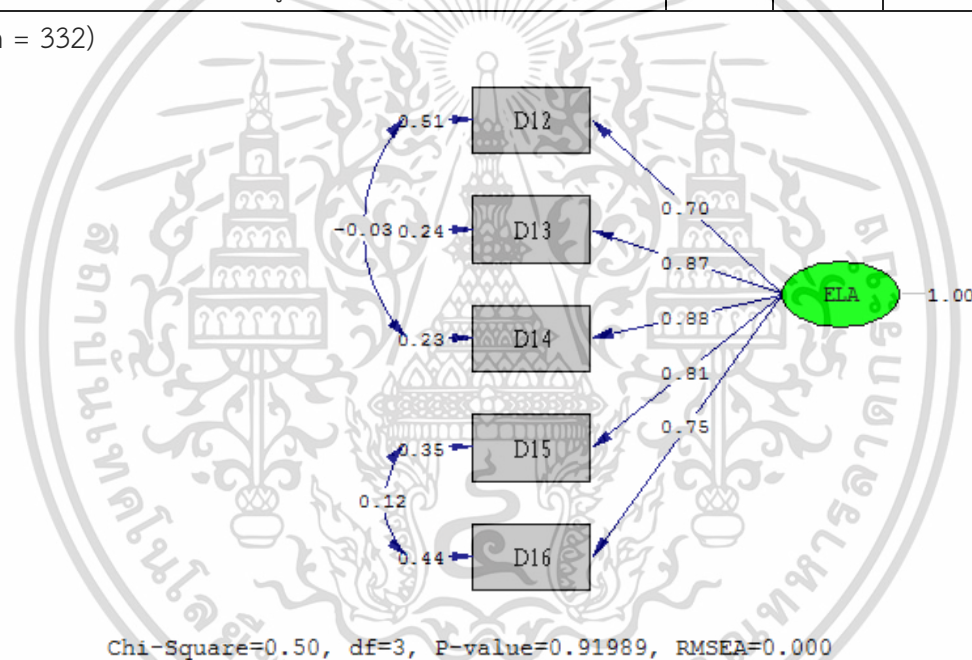 n = 332)
0.51 D12
0.70
-0.03 0.24 D13
0.87
ELA 1.00
0.88
0.23 D14
0.81
0.75
0.35 D15
0.12
0.44 D16
Chi-Square=0.50, df=3, P-value=0.91989, RMSEA=0.000